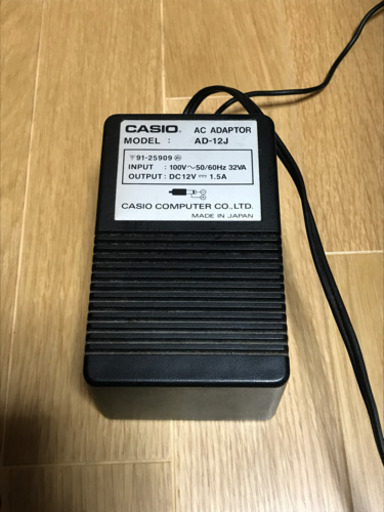 CASIO. AC ADAPTOR
MODEL : AD-12J
〒91-25909
INPUT : 100V～50/60Hz 32VA
OUTPUT : DC12V ⎓ 1.5A
CASIO COMPUTER CO., LTD.
MADE IN JAPAN